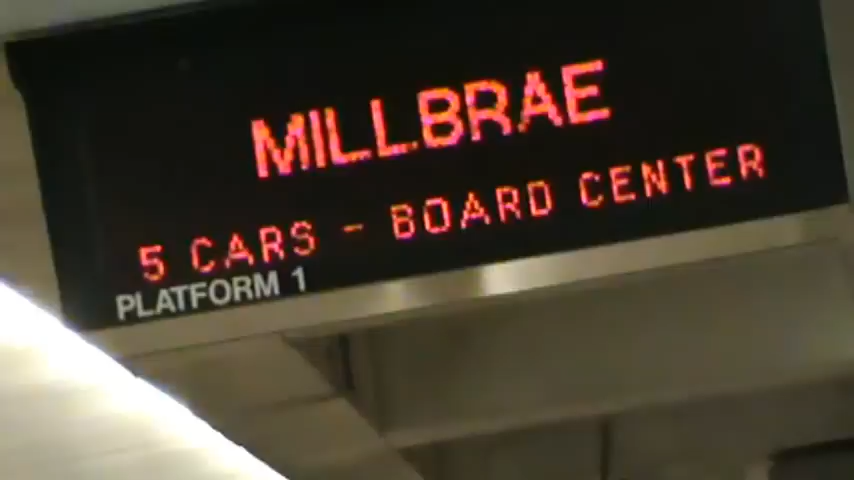 MILLBRAE
5 CARS - BOARD CENTER
PLATFORM 1